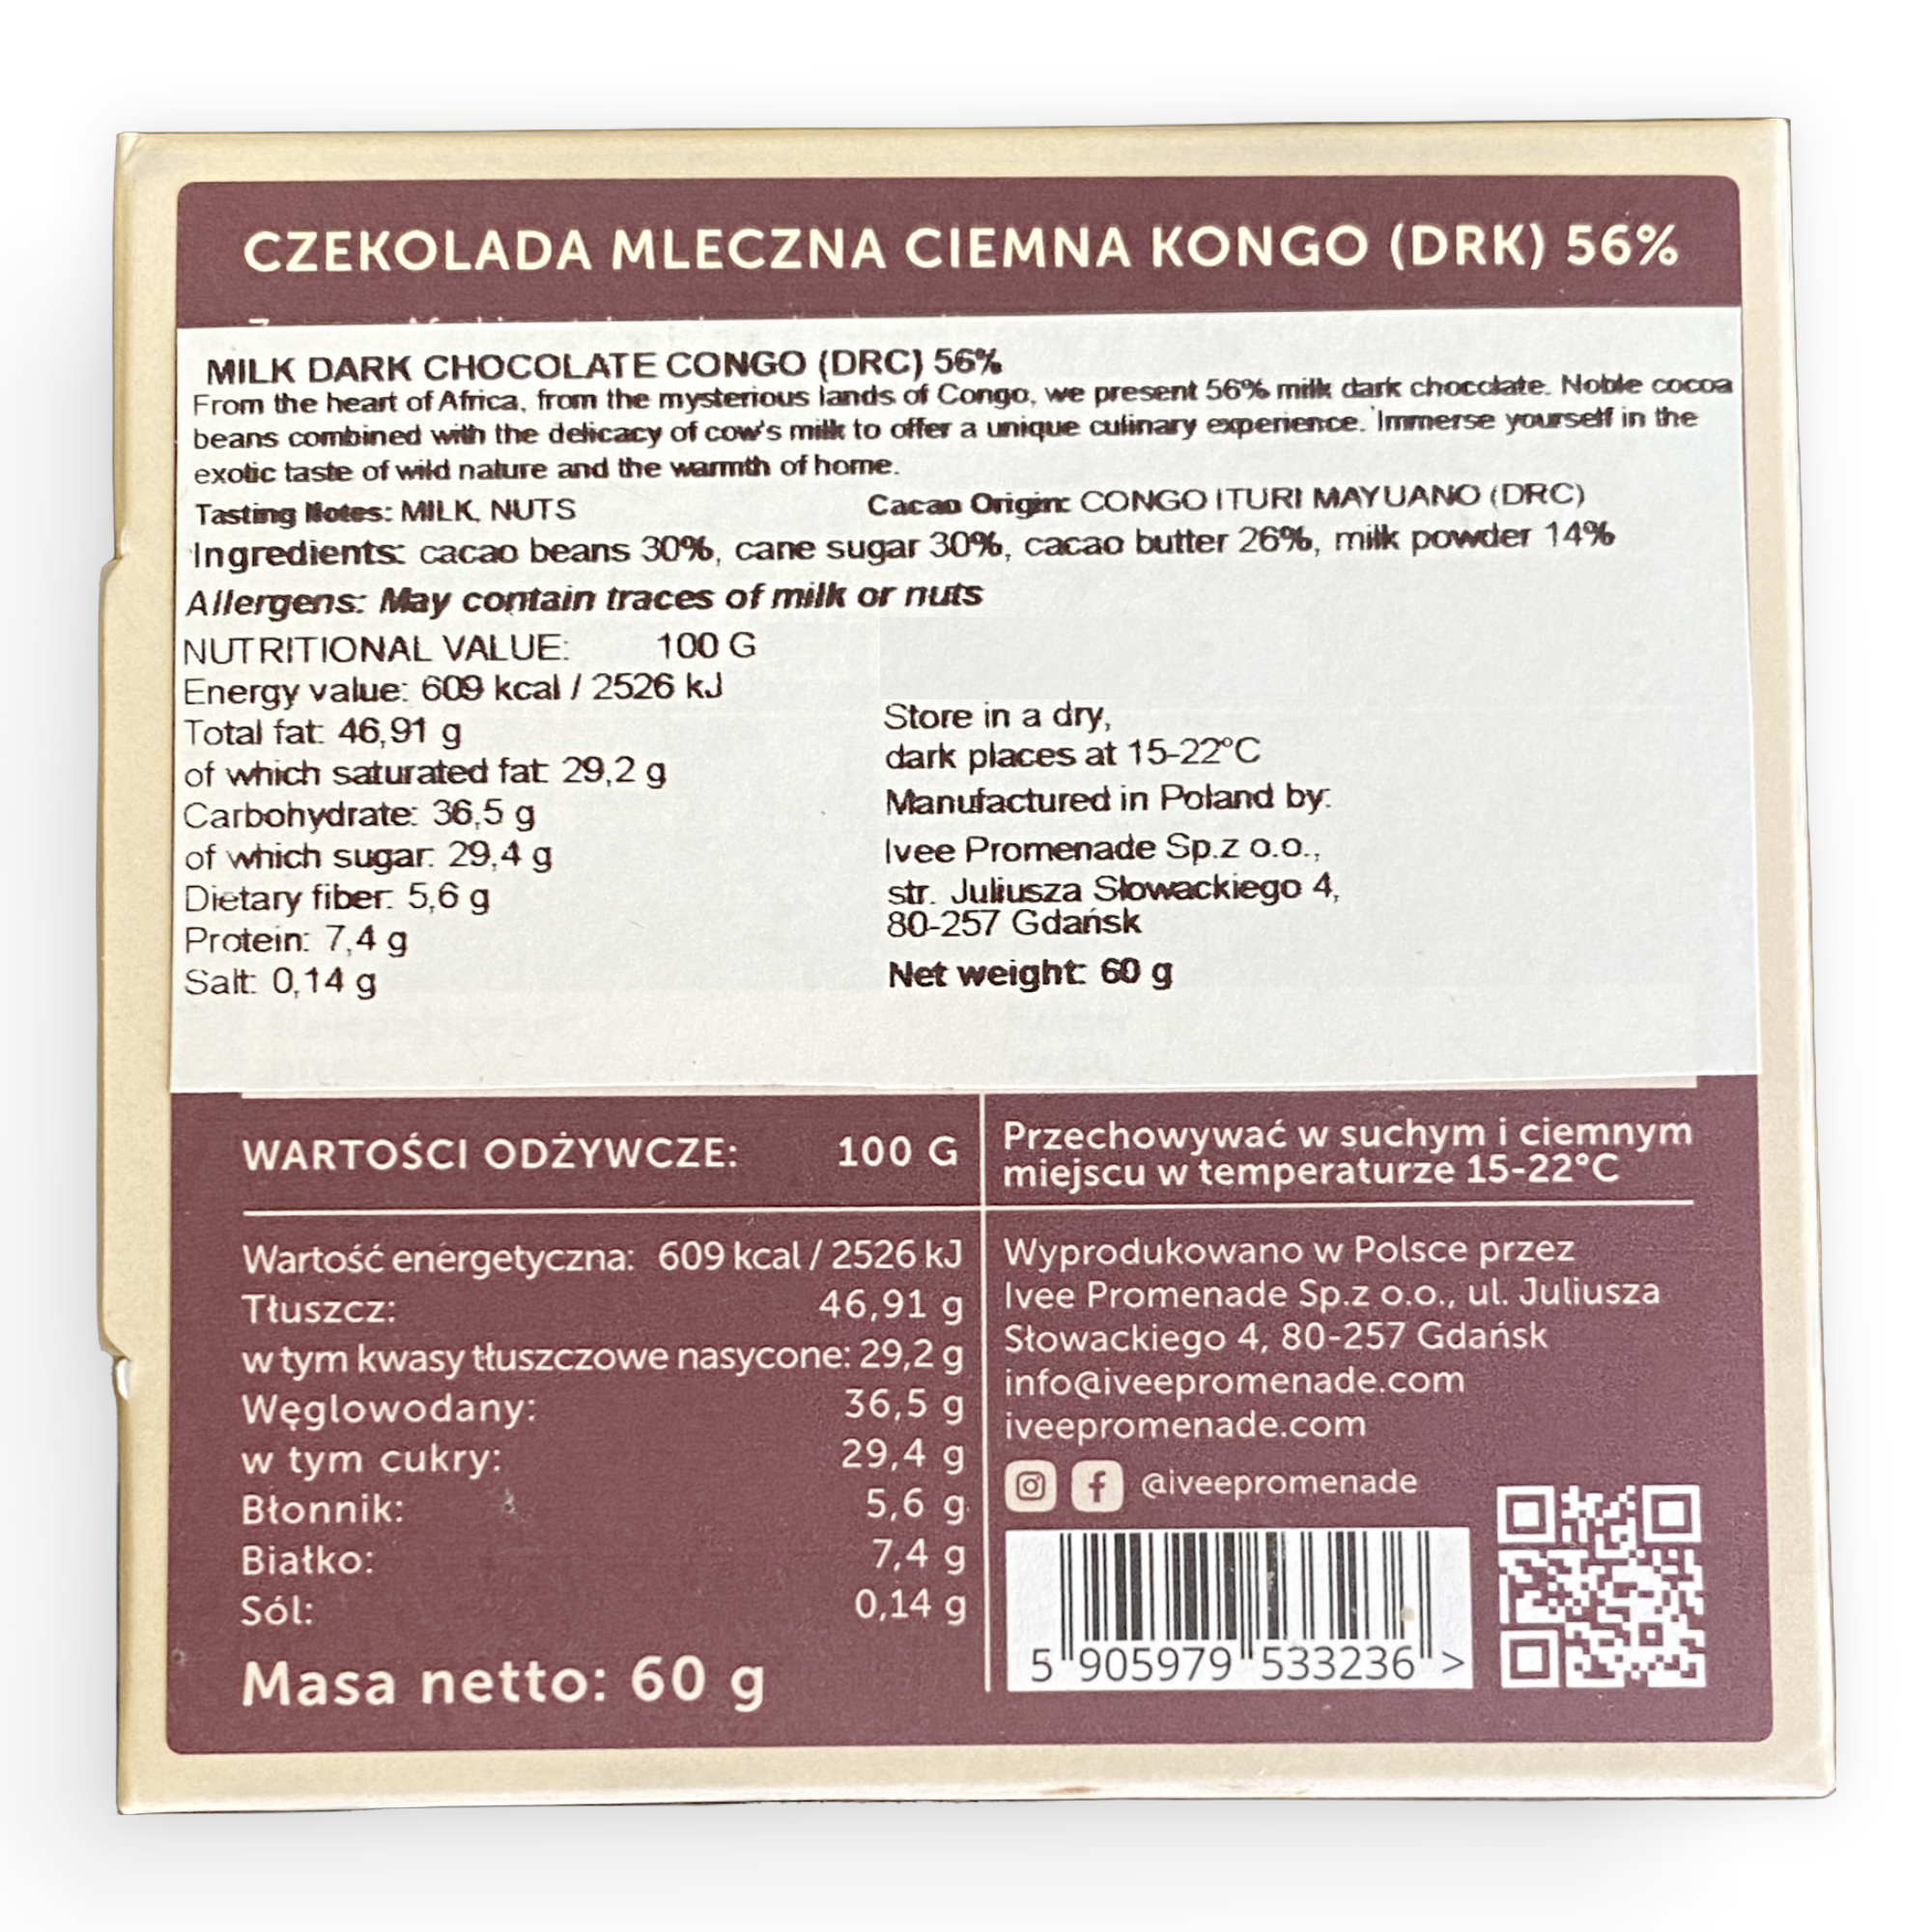 CZEKOLADA MLECZNA CIEMNA KONGO (DRK) 56%
MILK DARK CHOCOLATE CONGO (DRC) 56%
From the heart of Africa, from the mysterious lands of Congo, we present 56% milk dark chocolate. Noble cocoa
beans combined with the delicacy of cow's milk to offer a unique culinary experience. Immerse yourself in the
exotic taste of wild nature and the warmth of home.
Tasting Notes: MILK, NUTS
Cacao Origin: CONGO ITURI MAYUANO (DRC)
Ingredients: cacao beans 30%, cane sugar 30%, cacao butter 26%, milk powder 14%
Allergens: May contain traces of milk or nuts
NUTRITIONAL VALUE: 100 G
Energy value: 609 kcal / 2526 kJ
Total fat: 46,91 g
of which saturated fat: 29,2 g
Carbohydrate: 36,5 g
of which sugar: 29,4 g
Dietary fiber: 5,6 g
Protein: 7,4 g
Salt: 0,14 g
Store in a dry,
dark places at 15-22°C
Manufactured in Poland by:
Ivee Promenade Sp.z o.o.,
str. Juliusza Słowackiego 4,
80-257 Gdańsk
Net weight: 60 g
WARTOŚCI ODŻYWCZE: 100 G
Wartość energetyczna: 609 kcal / 2526 kJ
Tłuszcz: 46,91 g
w tym kwasy tłuszczowe nasycone: 29,2 g
Węglowodany: 36,5 g
w tym cukry: 29,4 g
Błonnik: 5,6 g
Białko: 7,4 g
Sól: 0,14 g
Masa netto: 60 g
Przechowywać w suchym i ciemnym
miejscu w temperaturze 15-22°C
Wyprodukowano w Polsce przez
Ivee Promenade Sp.z o.o., ul. Juliusza
Słowackiego 4, 80-257 Gdańsk
info@iveepromenade.com
iveepromenade.com
@iveepromenade
5 905979 533236 >